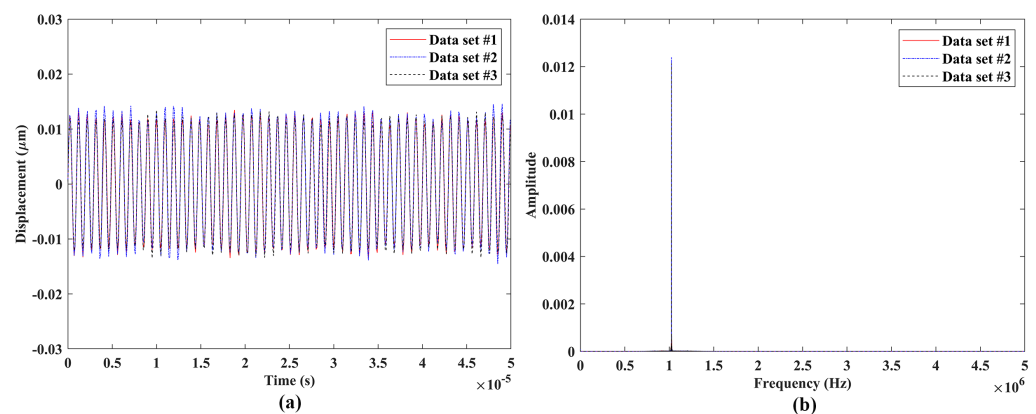 0.03
0.02
0.01
0
-0.01
-0.02
-0.03
Displacement (μm)
Data set #1
Data set #2
Data set #3
0 0.5 1 1.5 2 2.5 3 3.5 4 4.5 5
Time (s)
×10⁻⁵
(a)
0.014
0.012
0.01
0.008
0.006
0.004
0.002
0
Amplitude
Data set #1
Data set #2
Data set #3
0 0.5 1 1.5 2 2.5 3 3.5 4 4.5 5
Frequency (Hz)
×10⁶
(b)